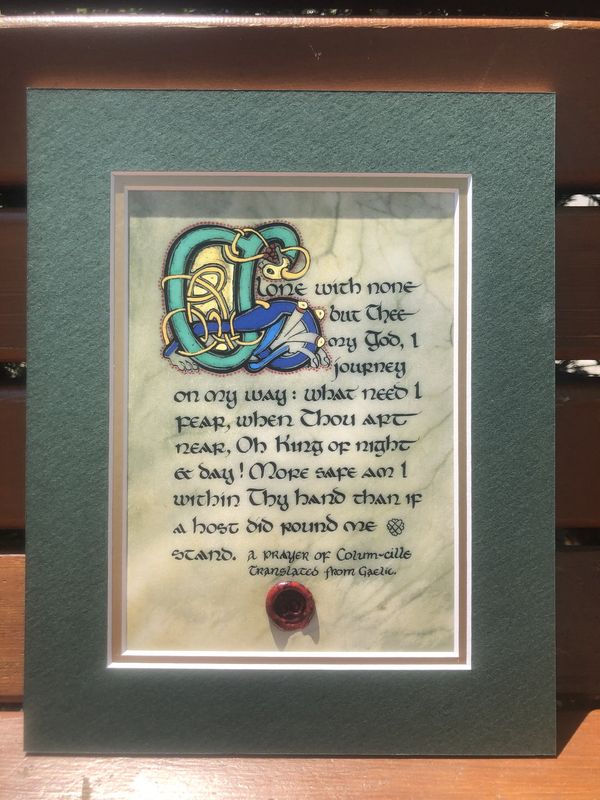 Alone with none
but Thee
my God, I
journey
on my way: what need I
fear, when Thou art
near, Oh King of night
& day! More safe am I
within Thy hand than if
a host did round me
stand. A prayer of Colum-cille
Translated from Gaelic.